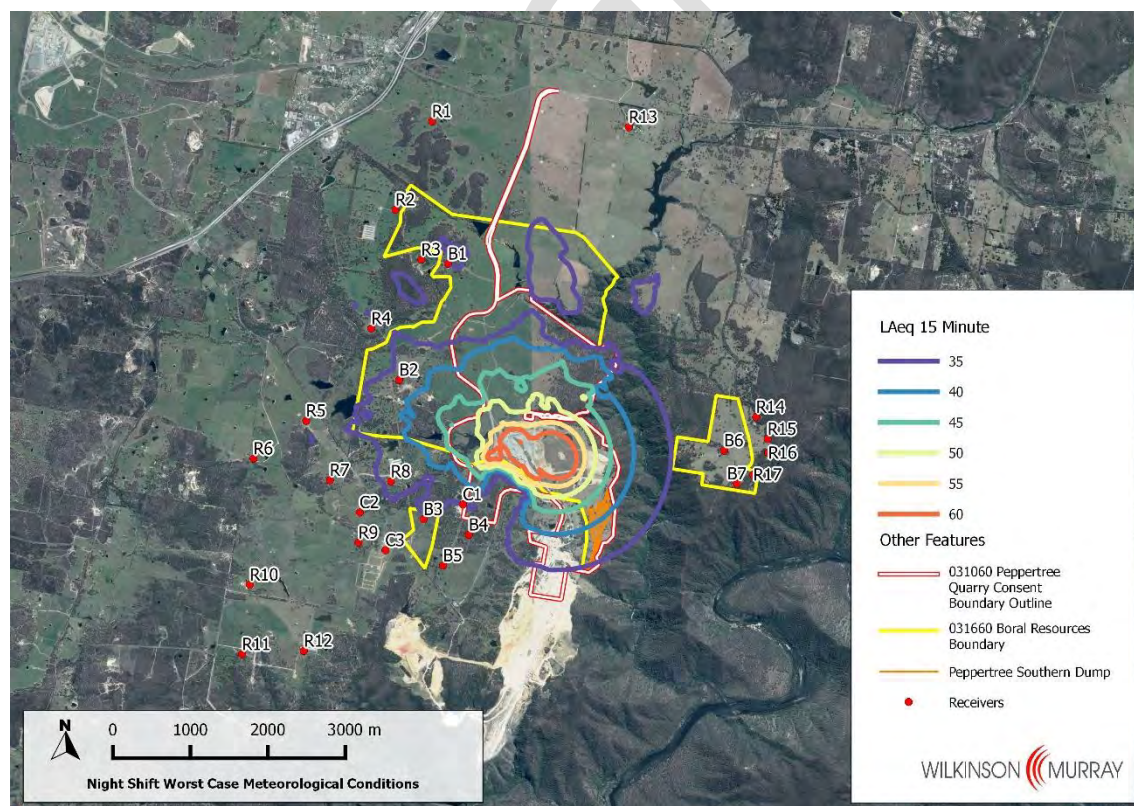 R1
R13
R2
R3
B1
R4
B2
R5
R6
R7
R8
C1
C2
B3
B4
R9
C3
B5
R10
R11
R12
R14
R15
B6
R16
B7
R17
LAeq 15 Minute
35
40
45
50
55
60
Other Features
031060 Peppertree
Quarry Consent
Boundary Outline
031660 Boral Resources
Boundary
Peppertree Southern Dump
Receivers
N
0 1000 2000 3000 m
Night Shift Worst Case Meteorological Conditions
WILKINSON MURRAY